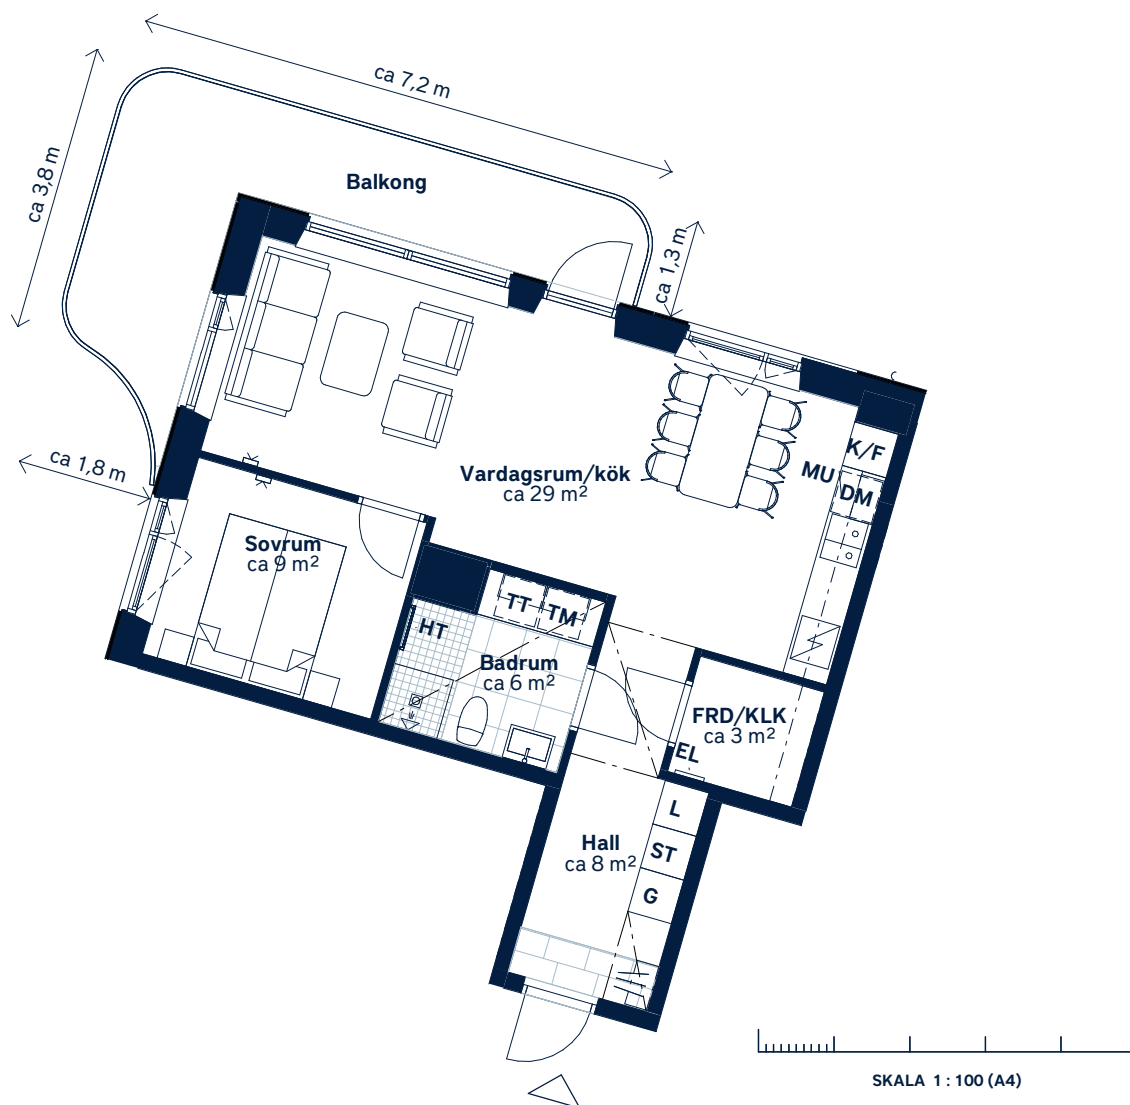 ca 7,2 m
ca 3,8 m
Balkong
ca 1,3 m
ca 1,8 m
Vardagsrum/kök
ca 29 m²
K/F
MU
DM
Sovrum
ca 9 m²
TT
TM
HT
Badrum
ca 6 m²
FRD/KLK
ca 3 m²
EL
L
Hall
ca 8 m²
ST
G
SKALA 1 : 100 (A4)